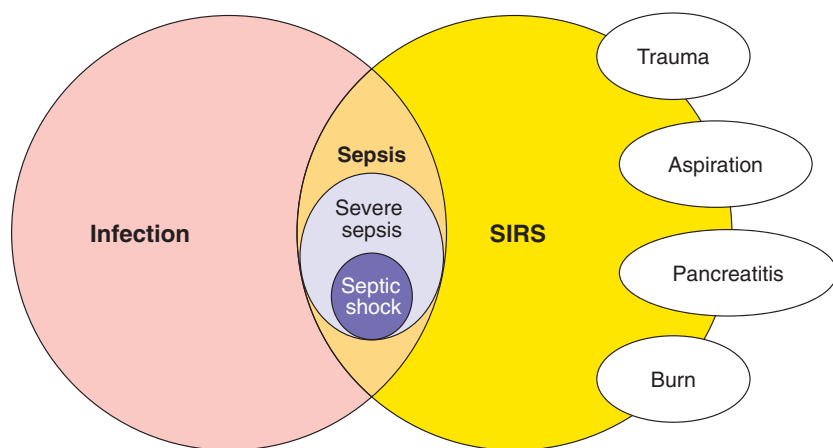 Trauma
Sepsis
Aspiration
Infection
Severe
sepsis
SIRS
Septic
shock
Pancreatitis
Burn